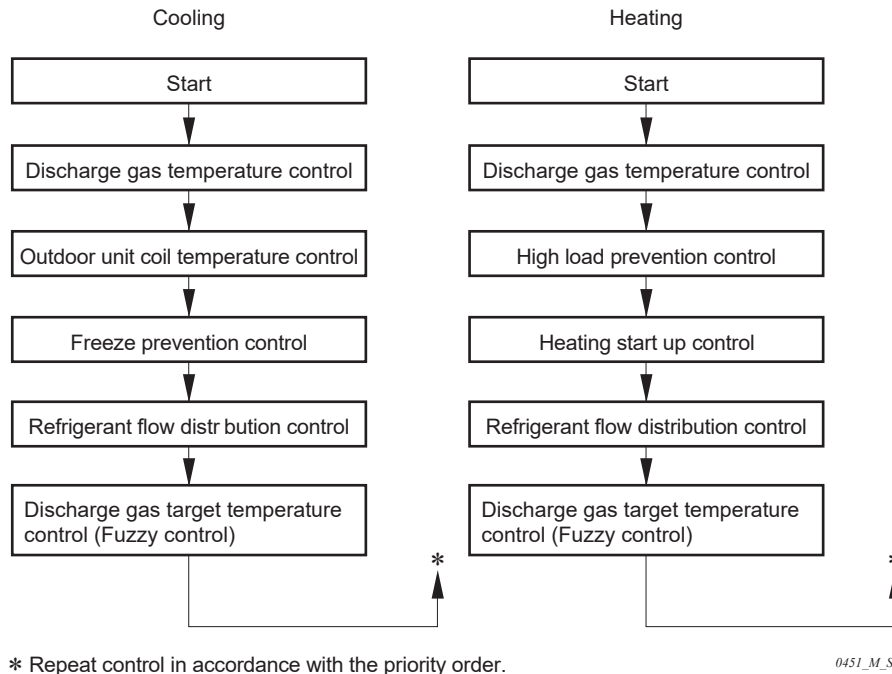 Cooling
Start
Discharge gas temperature control
Outdoor unit coil temperature control
Freeze prevention control
Refrigerant flow distr bution control
Discharge gas target temperature
control (Fuzzy control)
*
Heating
Start
Discharge gas temperature control
High load prevention control
Heating start up control
Refrigerant flow distribution control
Discharge gas target temperature
control (Fuzzy control)
* Repeat control in accordance with the priority order.
0451_M_S